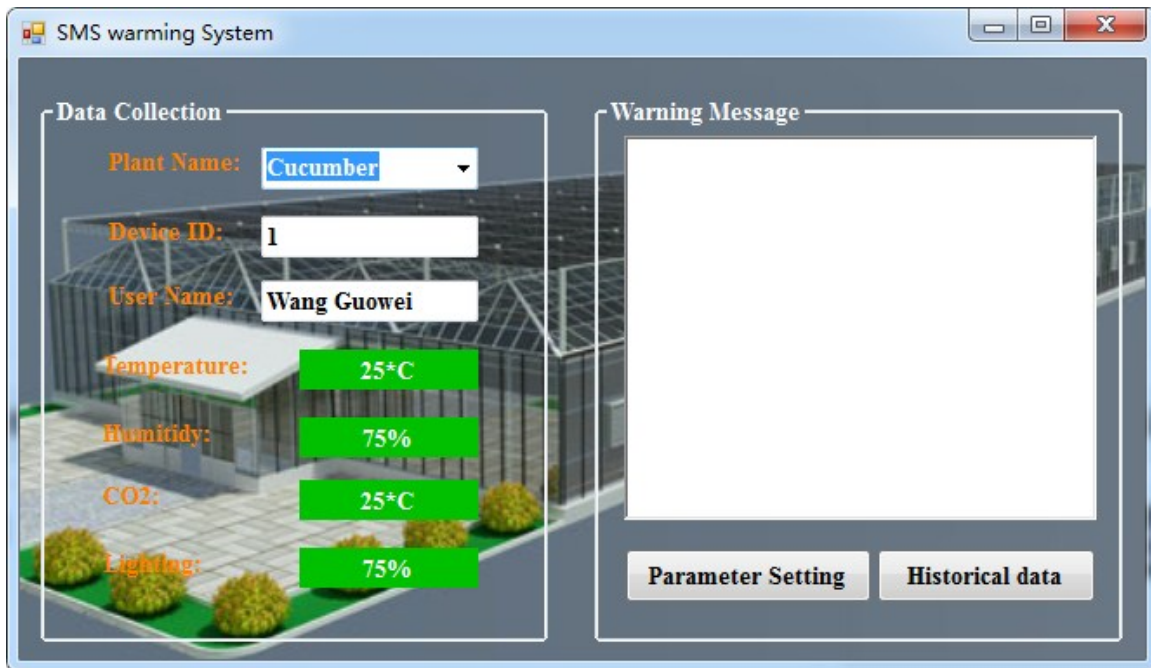 SMS warming System
Data Collection
Plant Name: Cucumber
Device ID: 1
User Name: Wang Guowei
Temperature: 25*C
Humitidy: 75%
CO2: 25*C
Lighting: 75%
Warning Message
Parameter Setting
Historical data